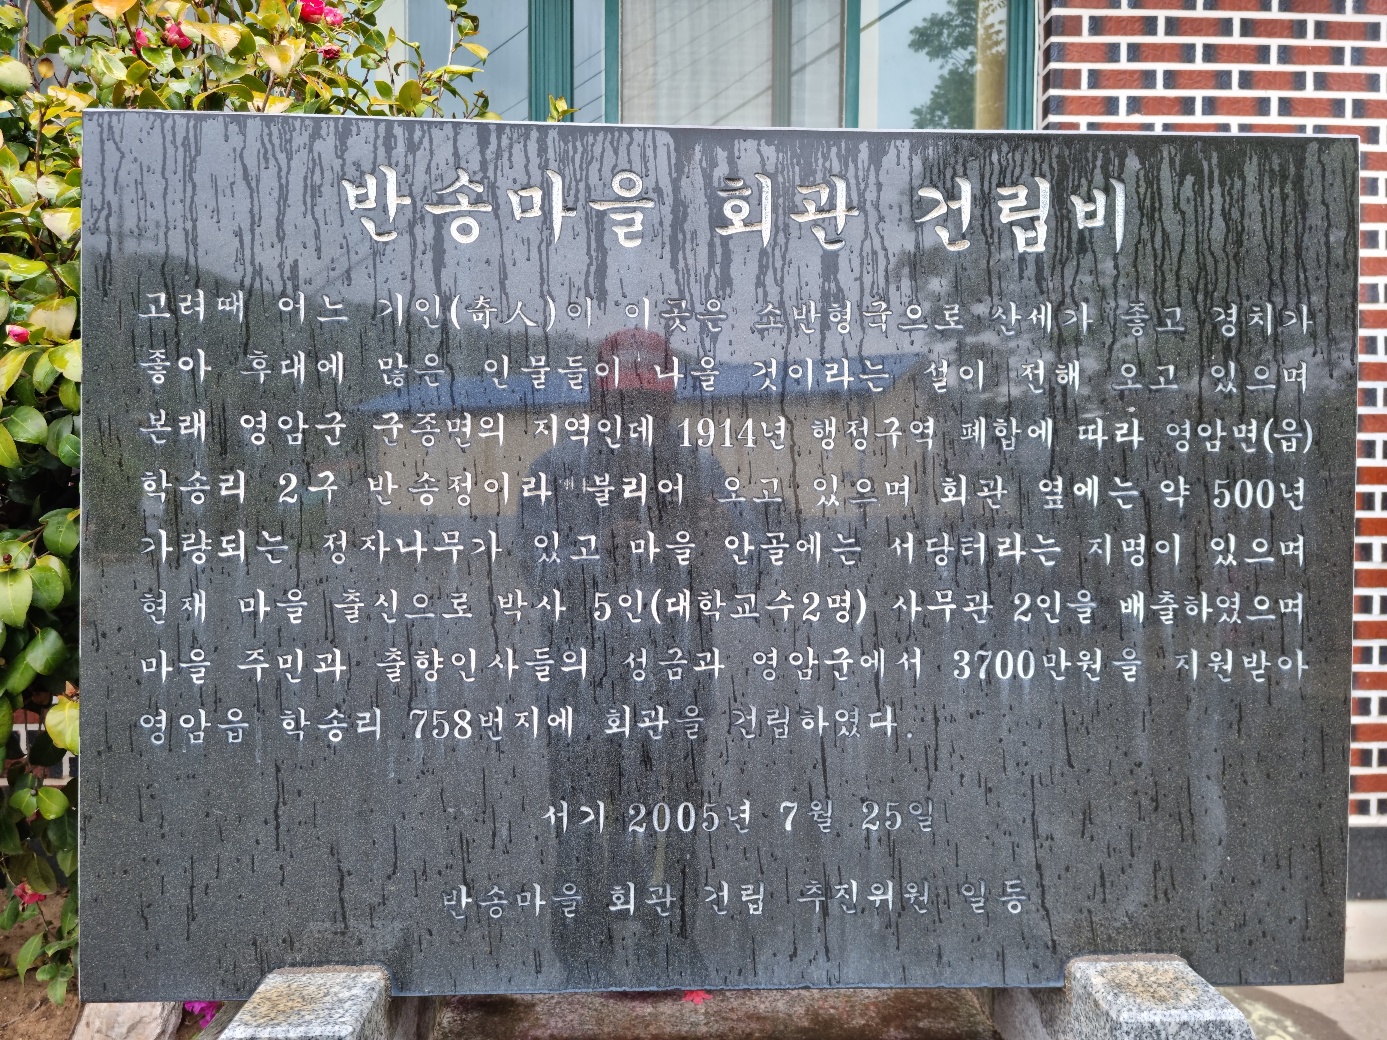 반송마을 회관 건립비
고려때 어느 기인(奇人)이 이곳은 소반형국으로 산세가 좋고 경치가
좋아 후대에 많은 인물들이 나을 것이라는 설이 전해 오고 있으며
본래 영암군 군종면의 지역인데 1914년 행정구역 폐합에 따라 영암면(읍)
학송리 2구 반송정이라 불리어 오고 있으며 회관 옆에는 약 500년
가량되는 정자나무가 있고 마을 안골에는 서당터라는 지명이 있으며
현재 마을 출신으로 박사 5인(대학교수2명) 사무관 2인을 배출하였으며
마을 주민과 출향인사들의 성금과 영암군에서 3700만원을 지원받아
영암읍 학송리 758번지에 회관을 건립하였다.
서기 2005년 7월 25일
반송마을 회관 건립 추진위원 일동